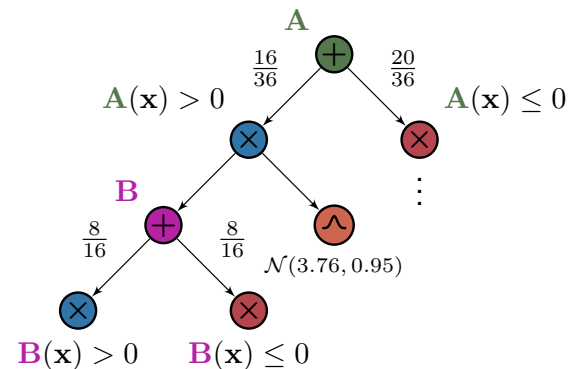 A
+
16/36
20/36
A(x) > 0
A(x) ≤ 0
×
×
⋮
B
+
8/16
8/16
𝒩(3.76, 0.95)
×
×
B(x) > 0
B(x) ≤ 0